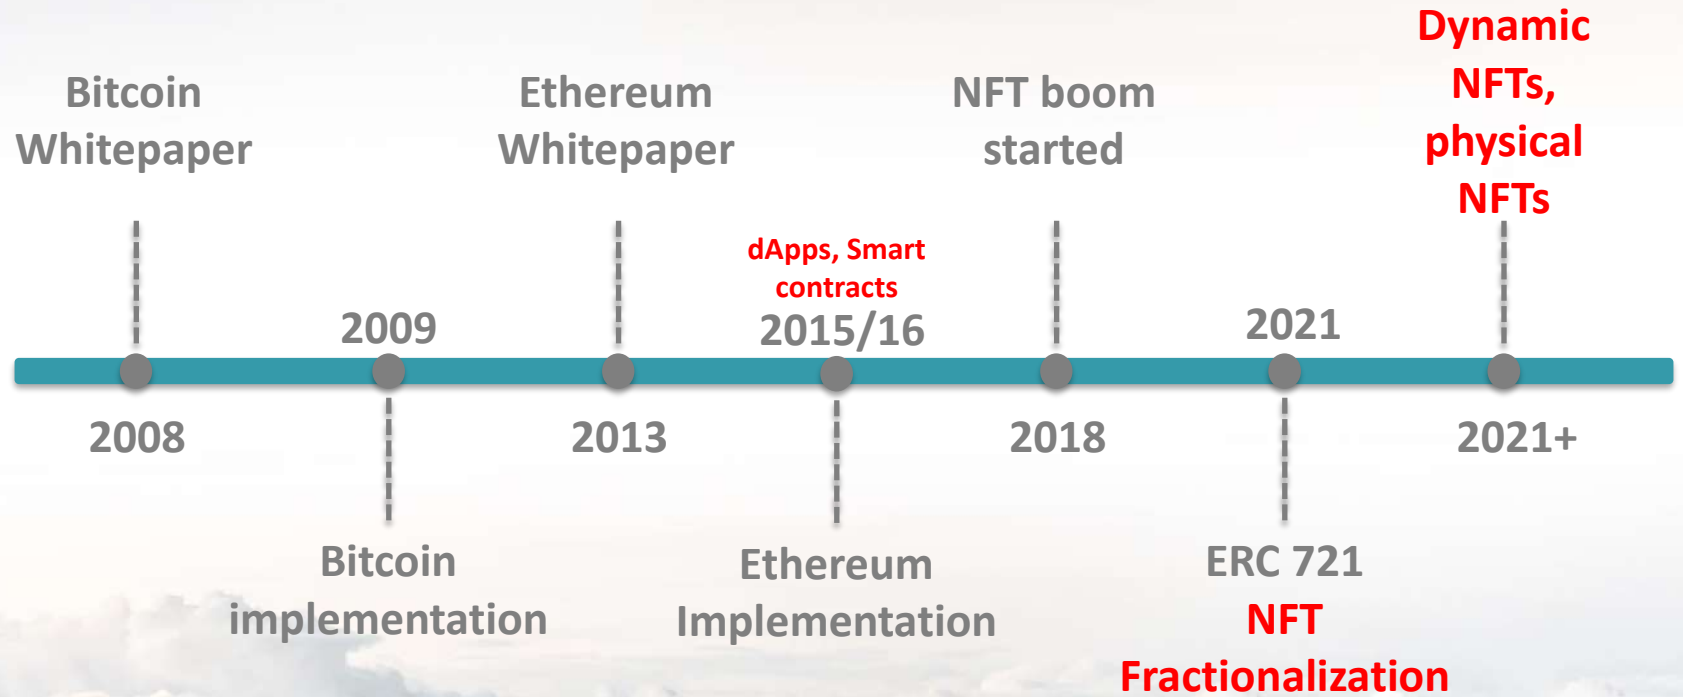 Bitcoin
Whitepaper
2008
2009
Bitcoin
implementation
Ethereum
Whitepaper
2013
dApps, Smart
contracts
2015/16
Ethereum
Implementation
NFT boom
started
2018
2021
ERC 721
NFT
Fractionalization
Dynamic
NFTs,
physical
NFTs
2021+